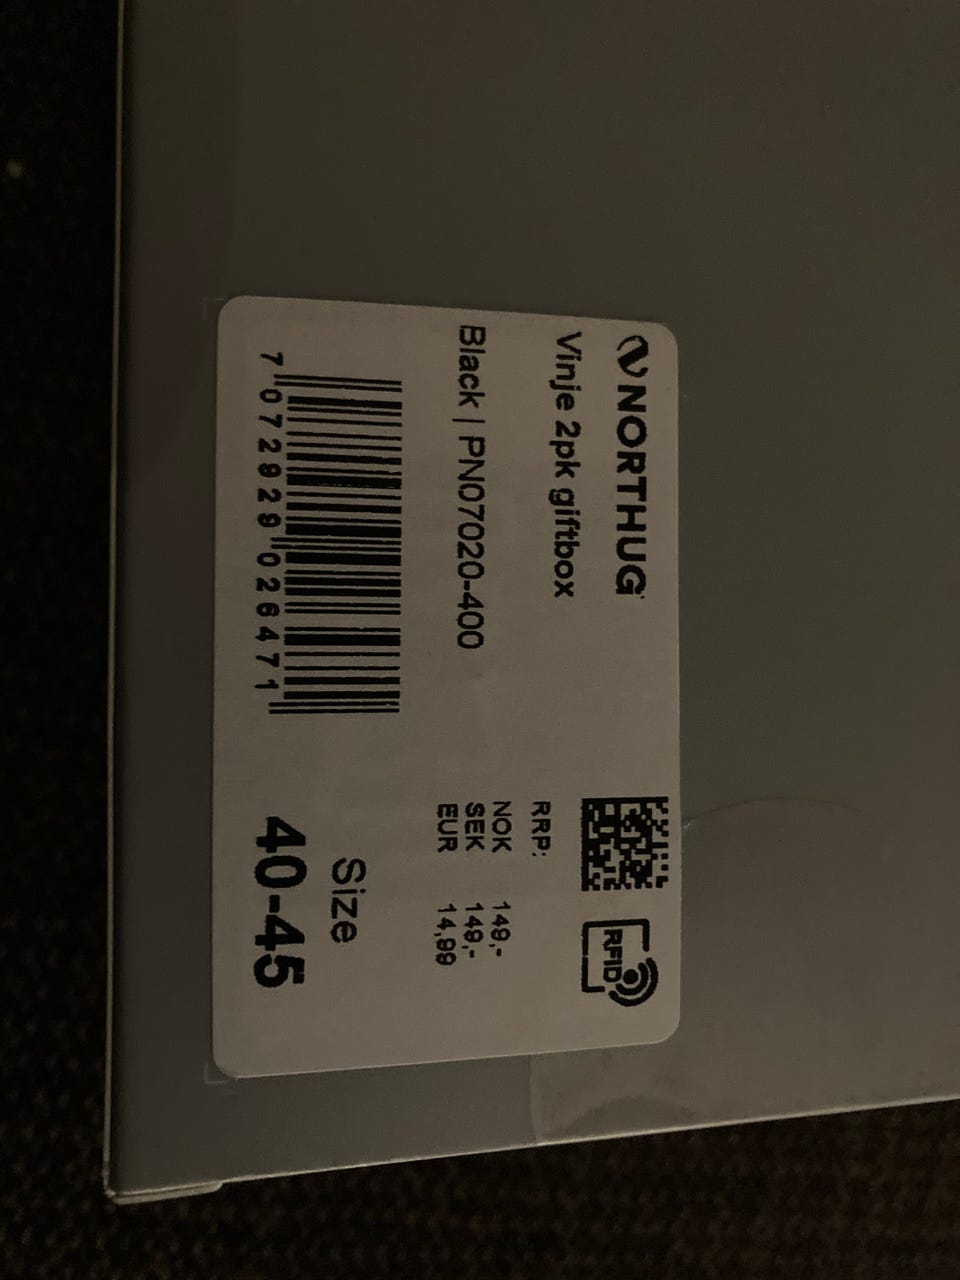 NORTHUG
Vinje 2pk giftbox
Black | PN07020-400
7 072929 026471
RFID
RRP:
NOK 149,-
SEK 149,-
EUR 14,99
Size
40-45